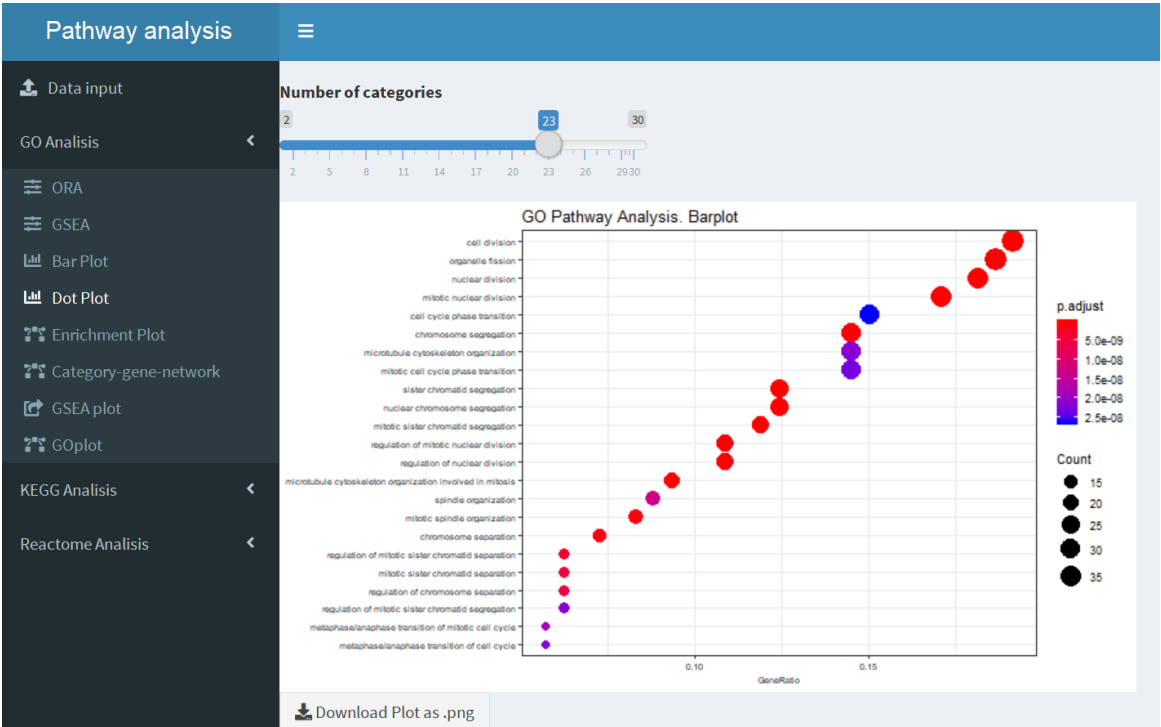 Pathway analysis
Data input
GO Analisis
ORA
GSEA
Bar Plot
Dot Plot
Enrichment Plot
Category-gene-network
GSEA plot
GOplot
KEGG Analisis
Reactome Analisis
Number of categories
2 23 30
2 5 8 11 14 17 20 23 26 29 30
GO Pathway Analysis. Barplot
cell division
organelle fission
nuclear division
mitotic nuclear division
cell cycle phase transition
chromosome segregation
microtubule cytoskeleton organization
mitotic cell cycle phase transition
sister chromatid segregation
nuclear chromosome segregation
mitotic sister chromatid segregation
regulation of mitotic nuclear division
regulation of nuclear division
microtubule cytoskeleton organization involved in mitosis
spindle organization
mitotic spindle organization
chromosome separation
regulation of mitotic sister chromatid separation
mitotic sister chromatid separation
regulation of chromosome separation
regulation of mitotic sister chromatid segregation
metaphase/anaphase transition of mitotic cell cycle
metaphase/anaphase transition of cell cycle
0.10 0.15
GeneRatio
p.adjust
5.0e-09
1.0e-08
1.5e-08
2.0e-08
2.5e-08
Count
15
20
25
30
35
Download Plot as .png